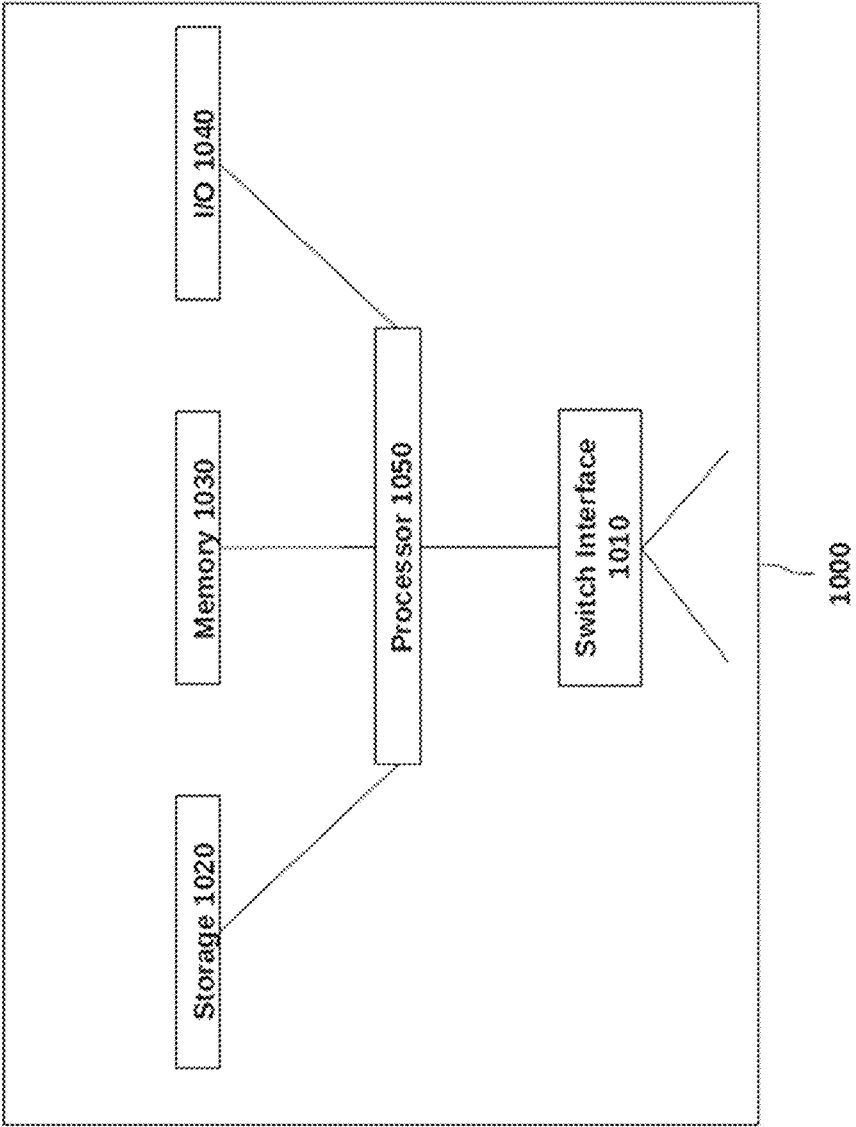 Storage 1020
Memory 1030
I/O 1040
Processor 1050
Switch Interface
1010
1000